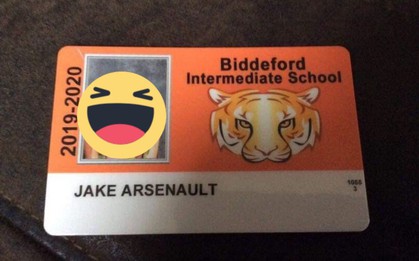 2019-2020
Biddeford
Intermediate School
JAKE ARSENAULT